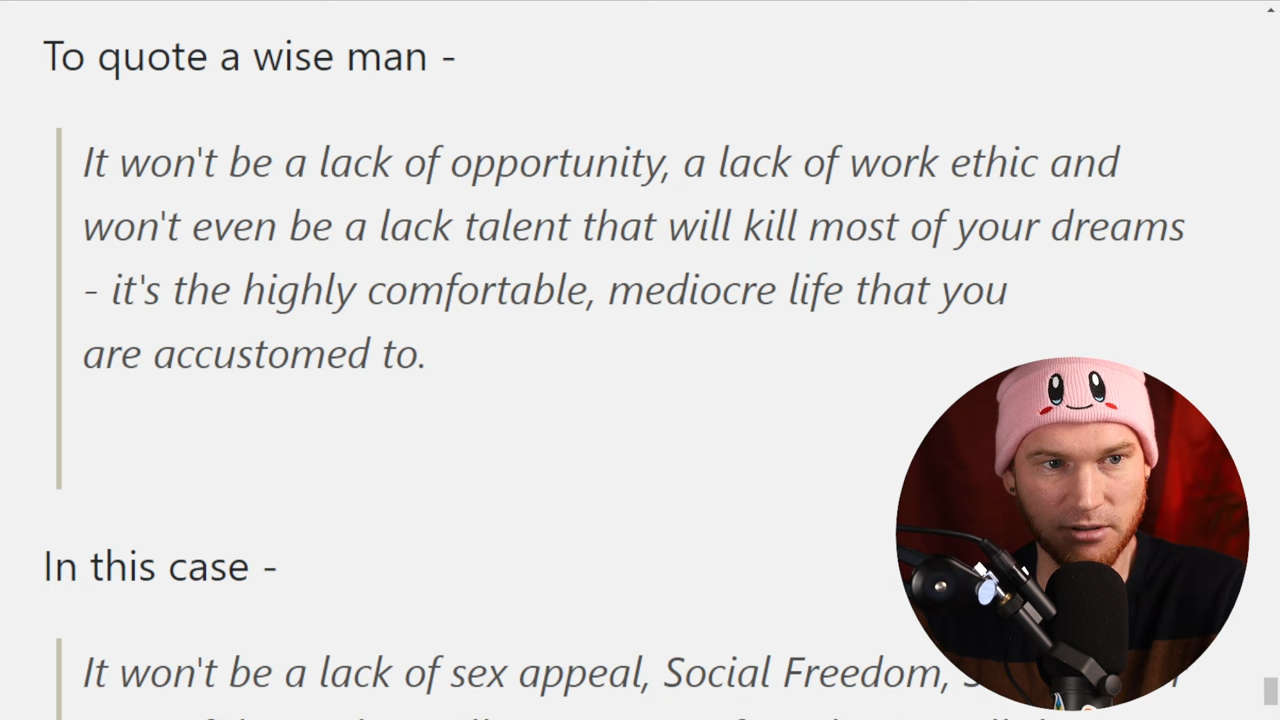 To quote a wise man -
It won't be a lack of opportunity, a lack of work ethic and
won't even be a lack talent that will kill most of your dreams
- it's the highly comfortable, mediocre life that you
are accustomed to.
In this case -
It won't be a lack of sex appeal, Social Freedom,